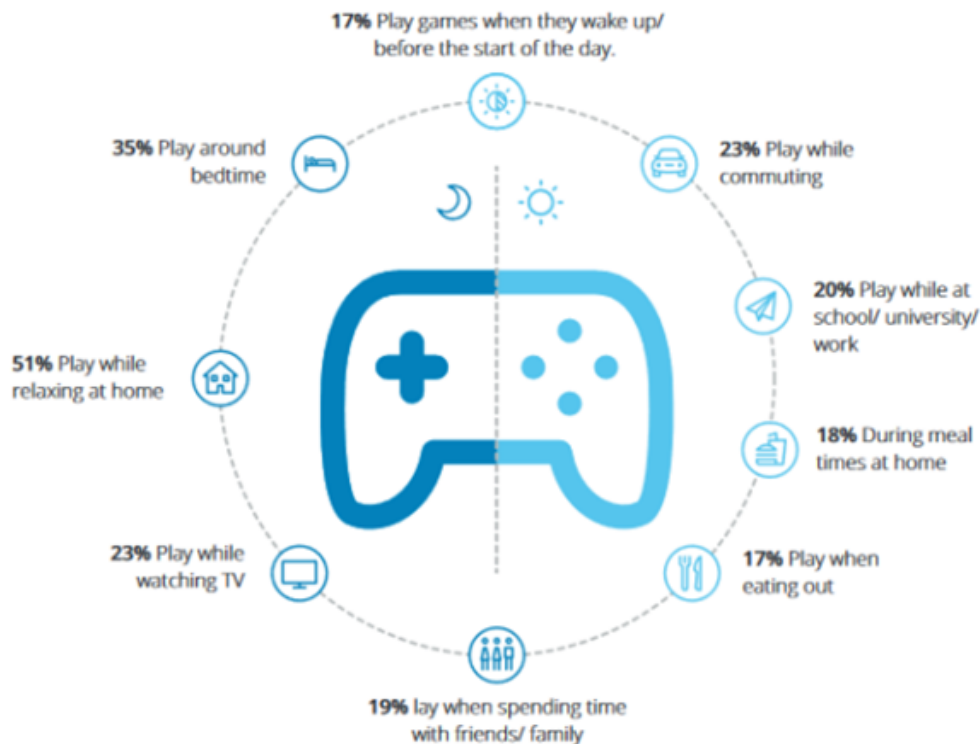 17% Play games when they wake up/
before the start of the day.
35% Play around
bedtime
23% Play while
commuting
20% Play while at
school/ university/
work
51% Play while
relaxing at home
18% During meal
times at home
23% Play while
watching TV
17% Play when
eating out
19% lay when spending time
with friends/ family